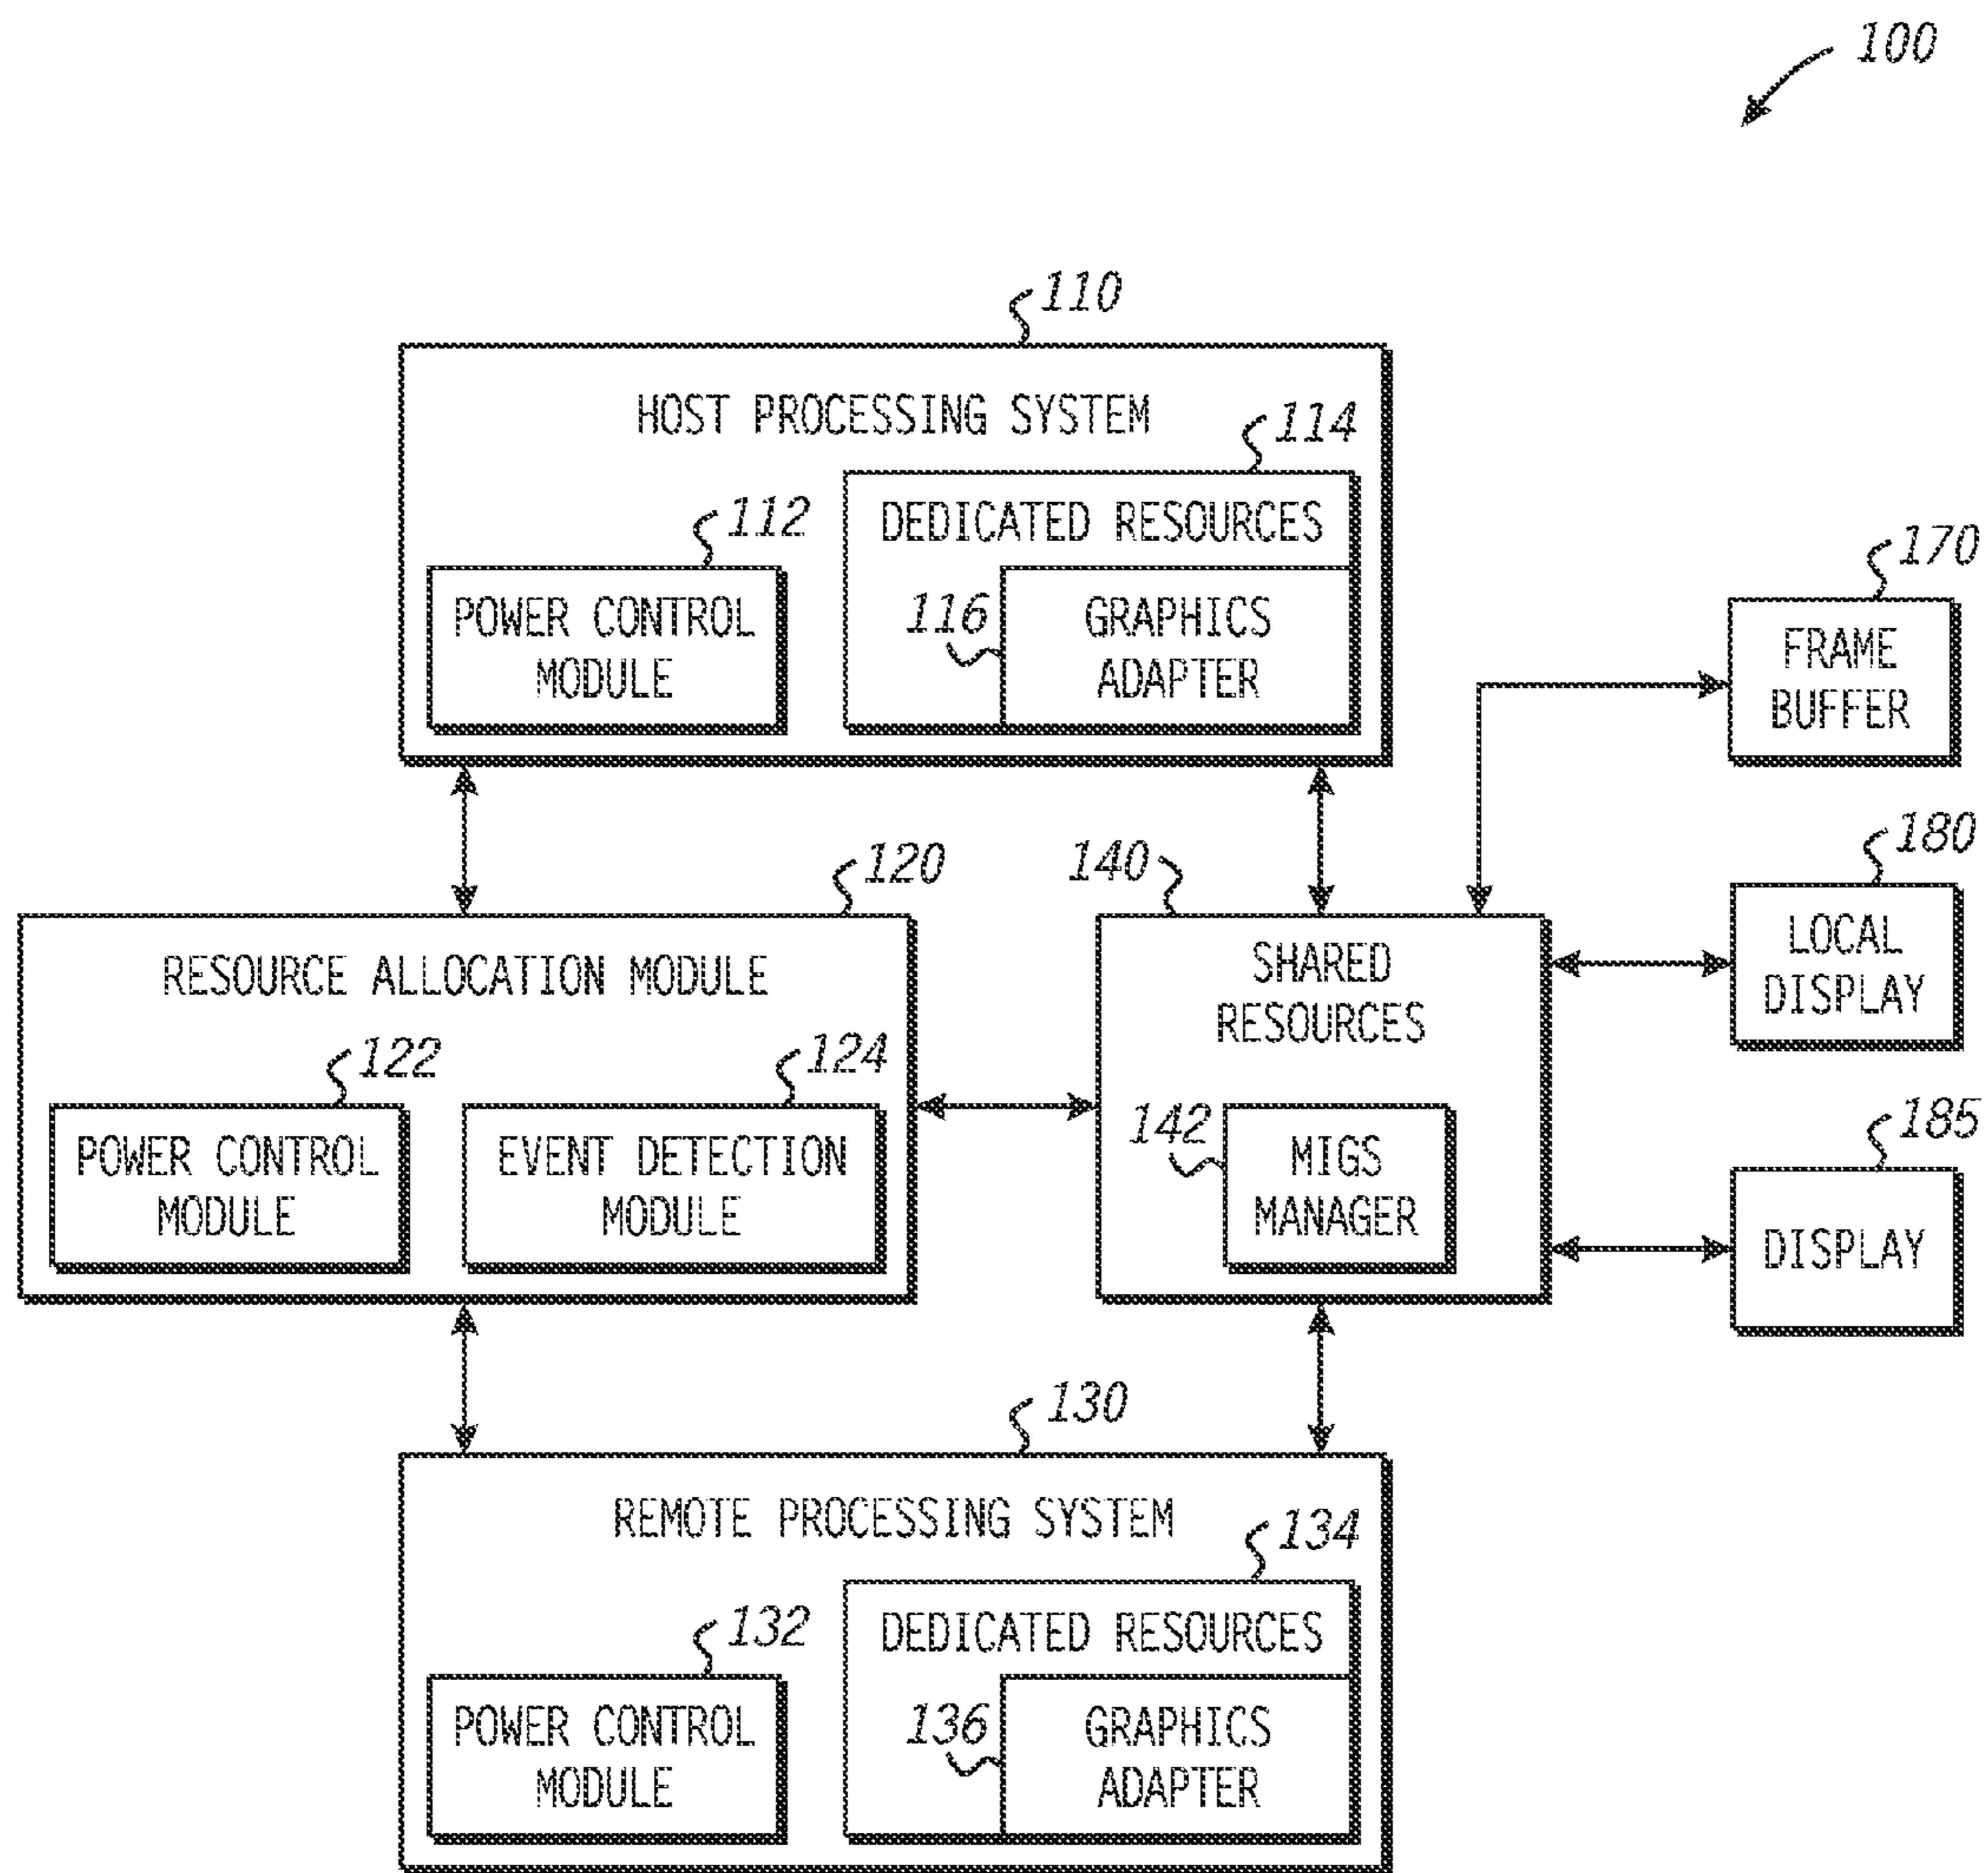 100
110
HOST PROCESSING SYSTEM
114
DEDICATED RESOURCES
112
POWER CONTROL
MODULE
116
GRAPHICS
ADAPTER
170
FRAME
BUFFER
120
RESOURCE ALLOCATION MODULE
122
POWER CONTROL
MODULE
124
EVENT DETECTION
MODULE
140
SHARED
RESOURCES
142
MIGS
MANAGER
180
LOCAL
DISPLAY
185
DISPLAY
130
REMOTE PROCESSING SYSTEM
134
DEDICATED RESOURCES
132
POWER CONTROL
MODULE
136
GRAPHICS
ADAPTER